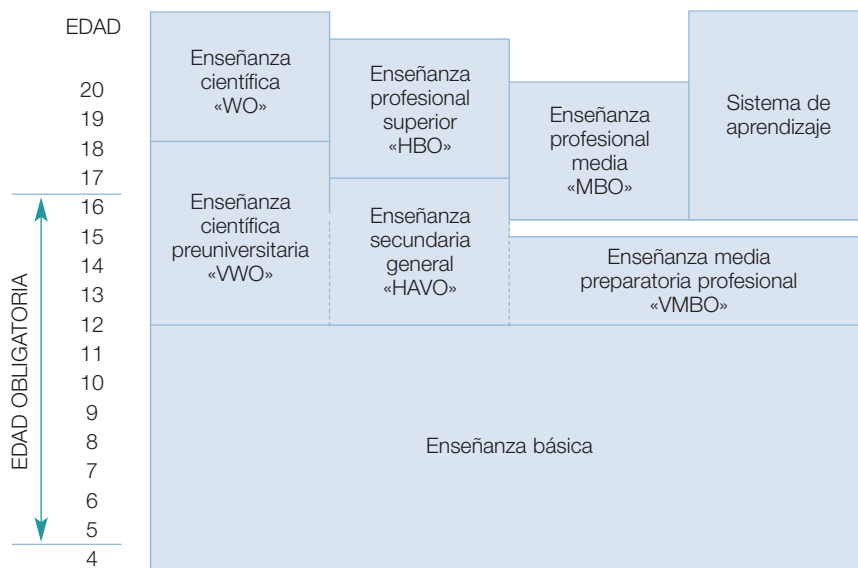 EDAD
Enseñanza
científica
«WO»
Enseñanza
profesional
superior
«HBO»
Enseñanza
profesional
media
«MBO»
Sistema de
aprendizaje
20
19
18
17
16
15
14
13
12
11
10
9
8
7
6
5
4
EDAD OBLIGATORIA
Enseñanza
científica
preuniversitaria
«VWO»
Enseñanza
secundaria
general
«HAVO»
Enseñanza media
preparatoria profesional
«VMBO»
Enseñanza básica